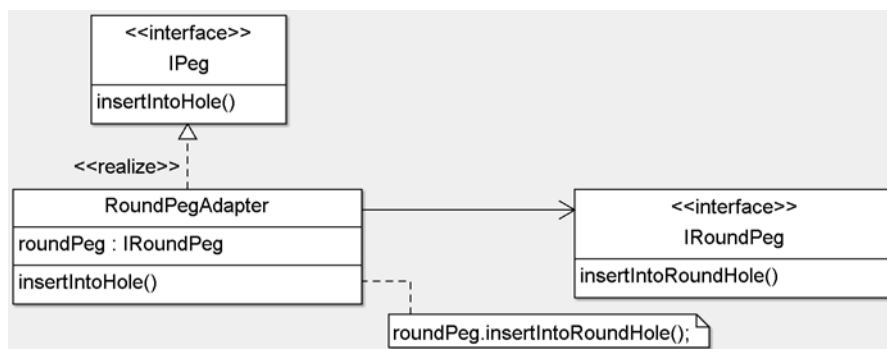 <<interface>>
IPeg
insertIntoHole()
<<realize>>
RoundPegAdapter
roundPeg : IRoundPeg
insertIntoHole()
<<interface>>
IRoundPeg
insertIntoRoundHole()
roundPeg.insertIntoRoundHole();